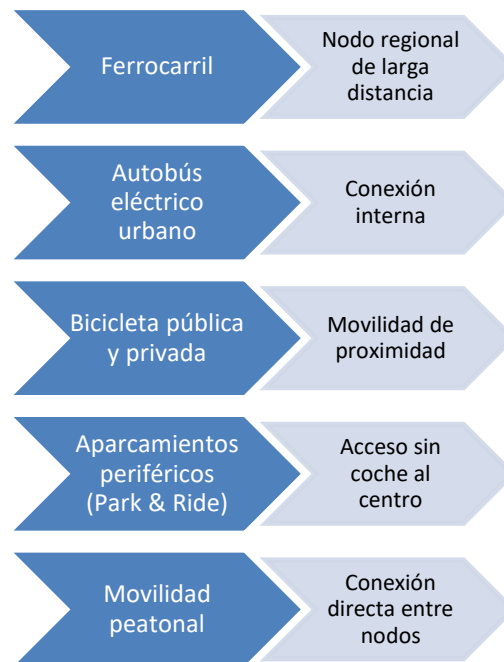 Ferrocarril
Nodo regional
de larga
distancia
Autobús
eléctrico
urbano
Conexión
interna
Bicicleta pública
y privada
Movilidad de
proximidad
Aparcamientos
periféricos
(Park & Ride)
Acceso sin
coche al
centro
Movilidad
peatonal
Conexión
directa entre
nodos